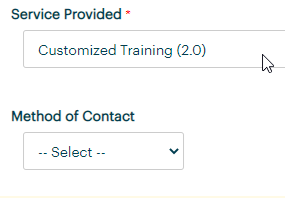 Service Provided *
Customized Training (2.0)
Method of Contact
-- Select --